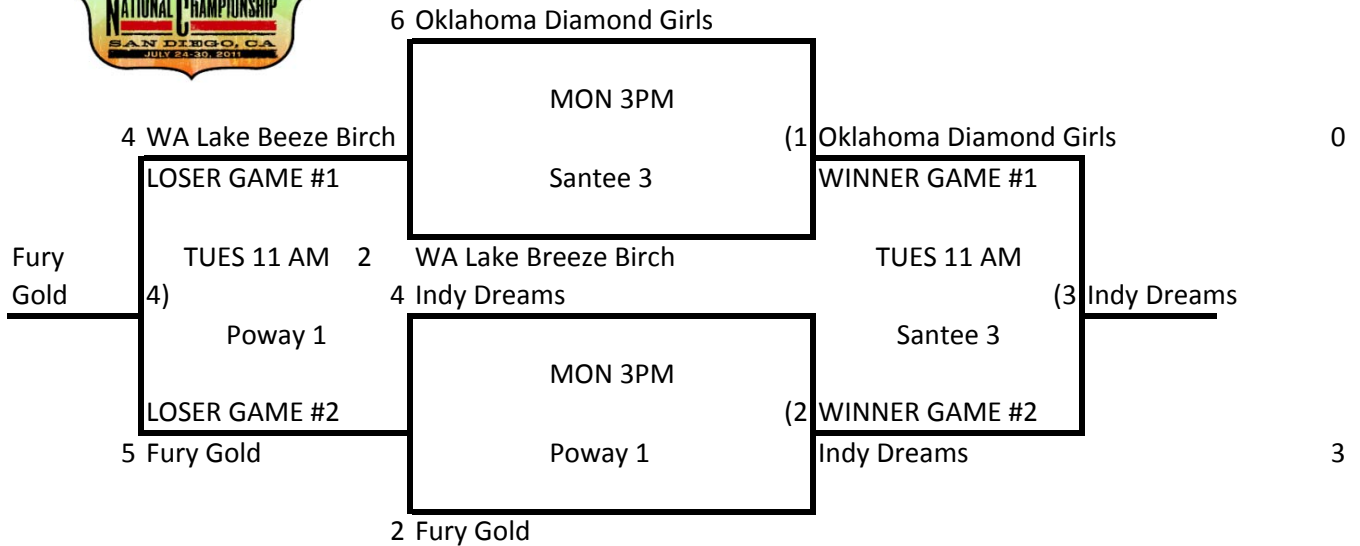 NATIONAL CHAMPIONSHIP
SAN DIEGO, CA
JULY 24-30, 2011
6 Oklahoma Diamond Girls
MON 3PM
4 WA Lake Beeze Birch
(1 Oklahoma Diamond Girls 0
LOSER GAME #1
Santee 3
WINNER GAME #1
Fury
TUES 11 AM
2 WA Lake Breeze Birch
TUES 11 AM
Gold
4)
4 Indy Dreams
(3 Indy Dreams
Poway 1
Santee 3
MON 3PM
LOSER GAME #2
(2 WINNER GAME #2
5 Fury Gold
Poway 1
Indy Dreams 3
2 Fury Gold